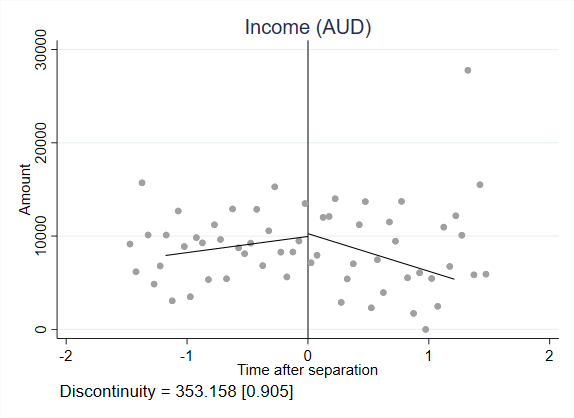 Income (AUD)
30000
20000
10000
0
Amount
-2 -1 0 1 2
Time after separation
Discontinuity = 353.158 [0.905]